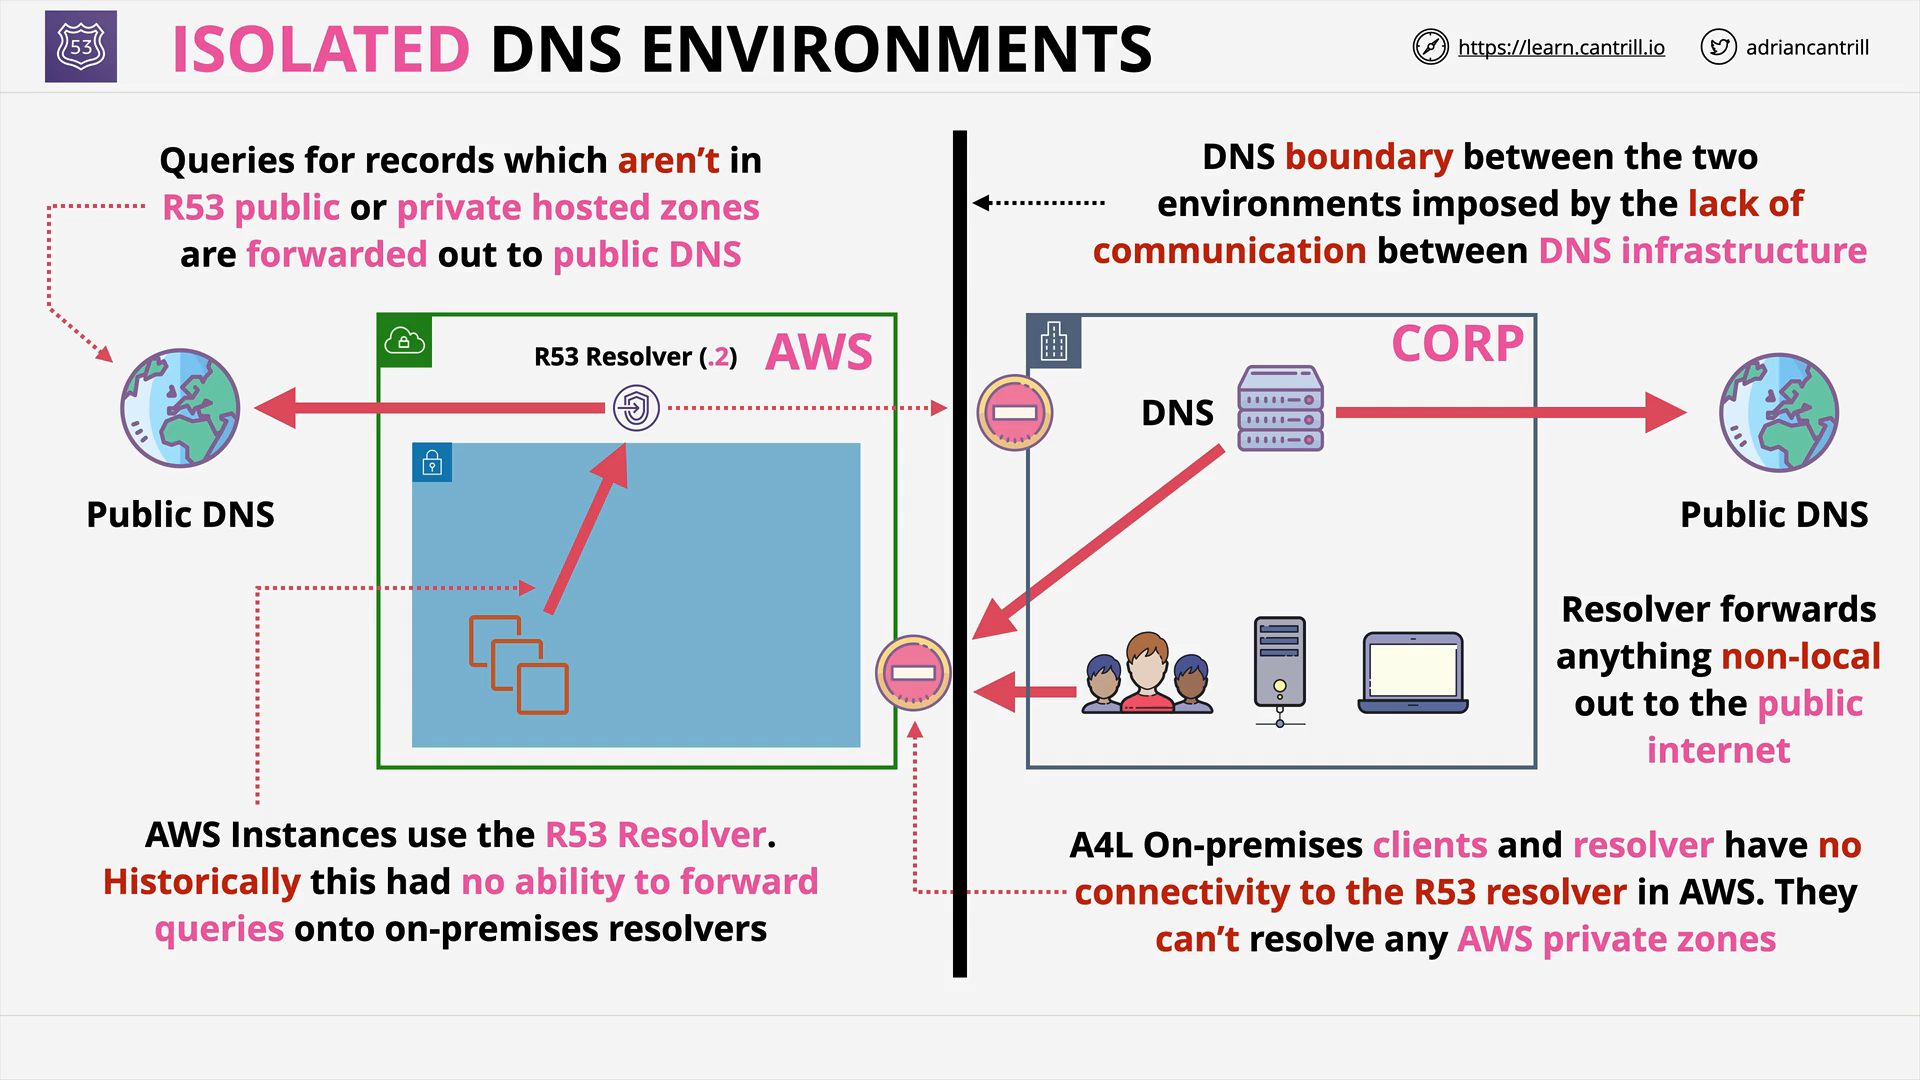 53
ISOLATED DNS ENVIRONMENTS
https://learn.cantrill.io
adriancantrill
Queries for records which aren't in
R53 public or private hosted zones
are forwarded out to public DNS
DNS boundary between the two
environments imposed by the lack of
communication between DNS infrastructure
R53 Resolver (.2)
AWS
CORP
DNS
Public DNS
Public DNS
Resolver forwards
anything non-local
out to the public
internet
AWS Instances use the R53 Resolver.
Historically this had no ability to forward
queries onto on-premises resolvers
A4L On-premises clients and resolver have no
connectivity to the R53 resolver in AWS. They
can't resolve any AWS private zones